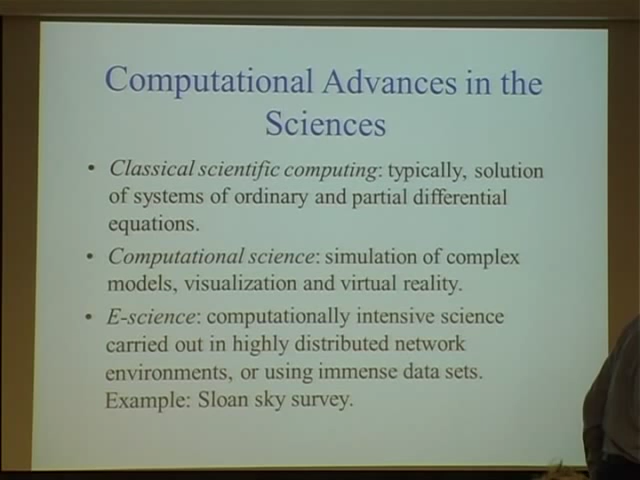 Computational Advances in the
Sciences
• Classical scientific computing: typically, solution
of systems of ordinary and partial differential
equations.
• Computational science: simulation of complex
models, visualization and virtual reality.
• E-science: computationally intensive science
carried out in highly distributed network
environments, or using immense data sets.
Example: Sloan sky survey.